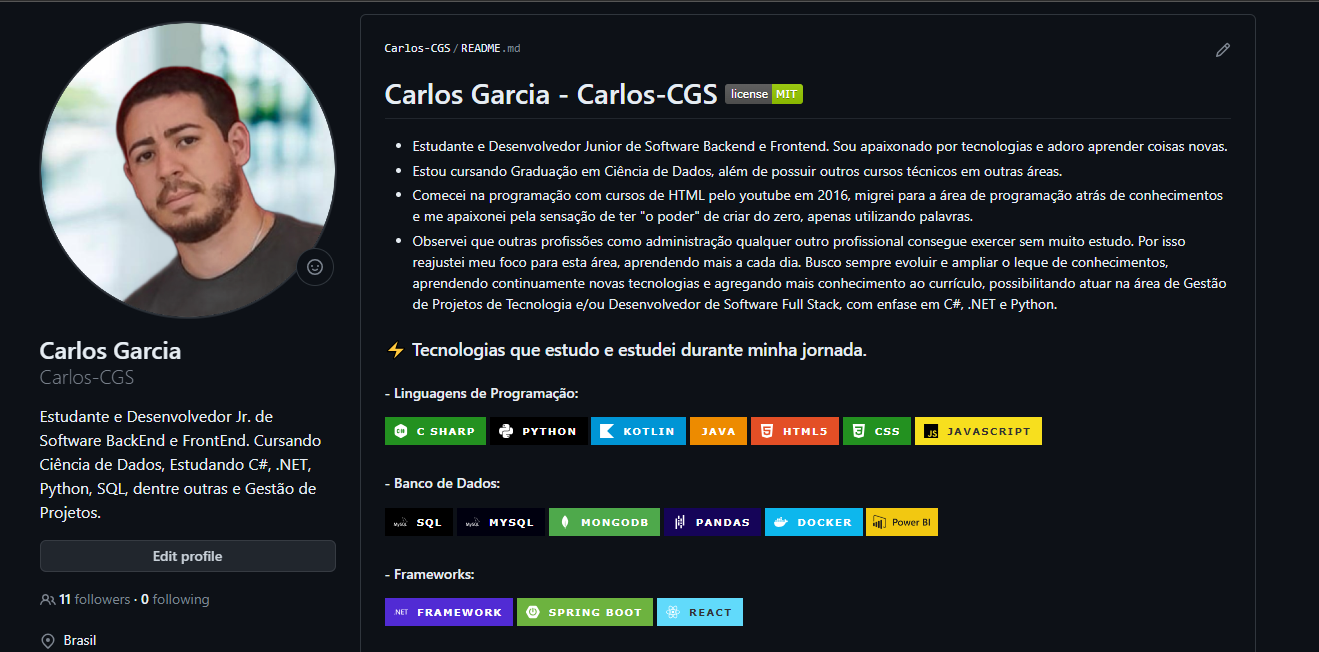 Carlos-CGS/README.md
Carlos Garcia - Carlos-CGS license MIT
Estudante e Desenvolvedor Junior de Software Backend e Frontend. Sou apaixonado por tecnologias e adoro aprender coisas novas.
Estou cursando Graduação em Ciência de Dados, além de possuir outros cursos técnicos em outras áreas.
Comecei na programação com cursos de HTML pelo youtube em 2016, migrei para a área de programação atrás de conhecimentos
e me apaixonei pela sensação de ter "o poder" de criar do zero, apenas utilizando palavras.
Observei que outras profissões como administração qualquer outro profissional consegue exercer sem muito estudo. Por isso
reajustei meu foco para esta área, aprendendo mais a cada dia. Busco sempre evoluir e ampliar o leque de conhecimentos,
aprendendo continuamente novas tecnologias e agregando mais conhecimento ao currículo, possibilitando atuar na área de Gestão
de Projetos de Tecnologia e/ou Desenvolvedor de Software Full Stack, com enfase em C#, .NET e Python.
⚡ Tecnologias que estudo e estudei durante minha jornada.
- Linguagens de Programação:
C SHARP PYTHON KOTLIN JAVA HTML5 CSS JS JAVASCRIPT
- Banco de Dados:
MySQL SQL MySQL MYSQL MONGODB PANDAS DOCKER Power BI
- Frameworks:
.NET FRAMEWORK SPRING BOOT REACT
Carlos Garcia
Carlos-CGS
Estudante e Desenvolvedor Jr. de
Software BackEnd e FrontEnd. Cursando
Ciência de Dados, Estudando C#, .NET,
Python, SQL, dentre outras e Gestão de
Projetos.
Edit profile
11 followers · 0 following
Brasil